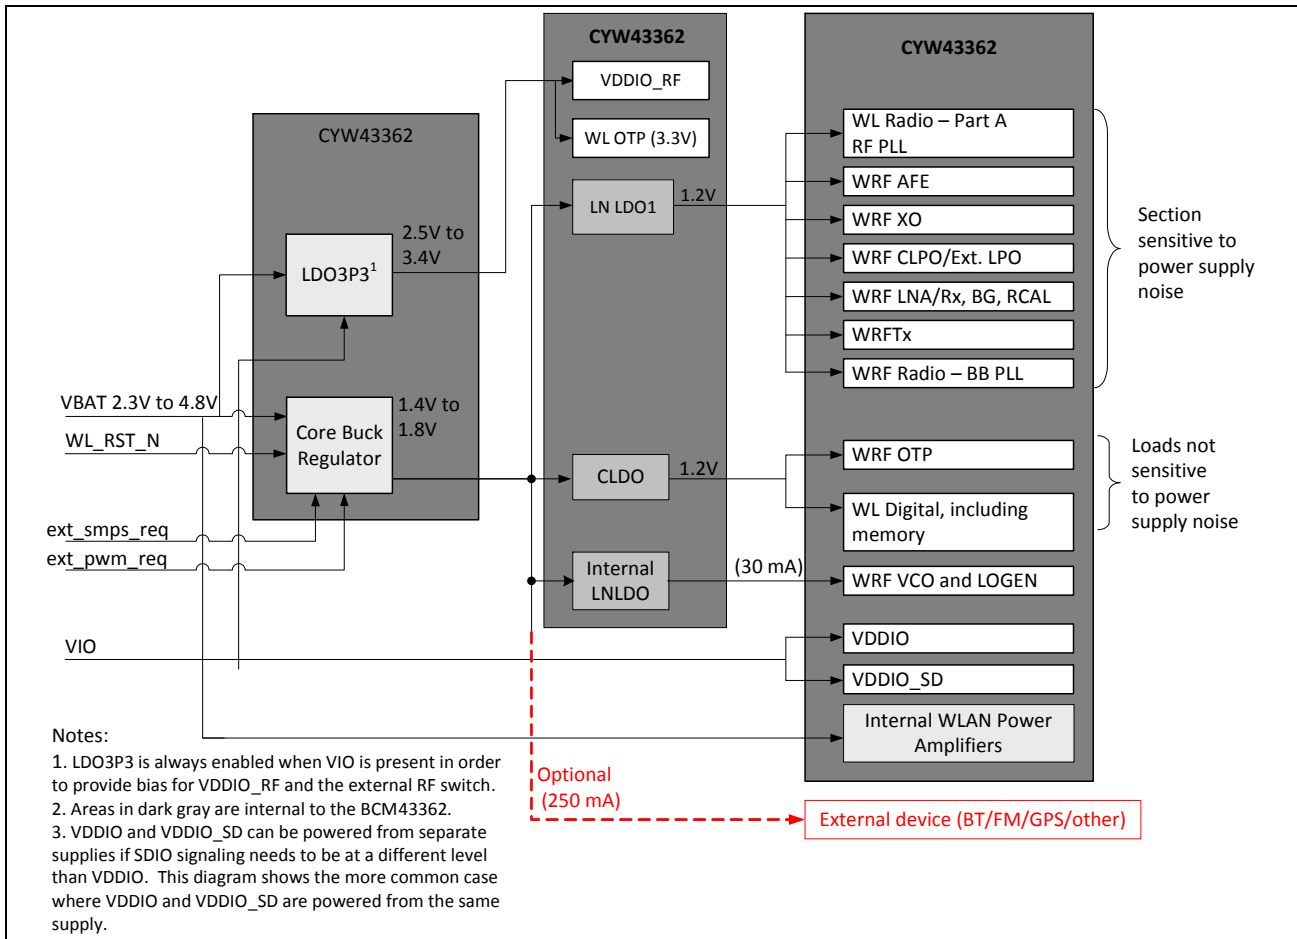 CYW43362
LDO3P31
2.5V to
3.4V
VBAT 2.3V to 4.8V
WL_RST_N
Core Buck
Regulator
1.4V to
1.8V
ext_smps_req
ext_pwm_req
VIO
CYW43362
VDDIO_RF
WL OTP (3.3V)
LN LDO1
1.2V
CLDO
1.2V
Internal
LNLDO
(30 mA)
CYW43362
WL Radio – Part A
RF PLL
WRF AFE
WRF XO
WRF CLPO/Ext. LPO
WRF LNA/Rx, BG, RCAL
WRFTx
WRF Radio – BB PLL
Section
sensitive to
power supply
noise
WRF OTP
WL Digital, including
memory
Loads not
sensitive
to power
supply noise
WRF VCO and LOGEN
VDDIO
VDDIO_SD
Internal WLAN Power
Amplifiers
Optional
(250 mA)
External device (BT/FM/GPS/other)
Notes:
1. LDO3P3 is always enabled when VIO is present in order
to provide bias for VDDIO_RF and the external RF switch.
2. Areas in dark gray are internal to the BCM43362.
3. VDDIO and VDDIO_SD can be powered from separate
supplies if SDIO signaling needs to be at a different level
than VDDIO.  This diagram shows the more common case
where VDDIO and VDDIO_SD are powered from the same
supply.